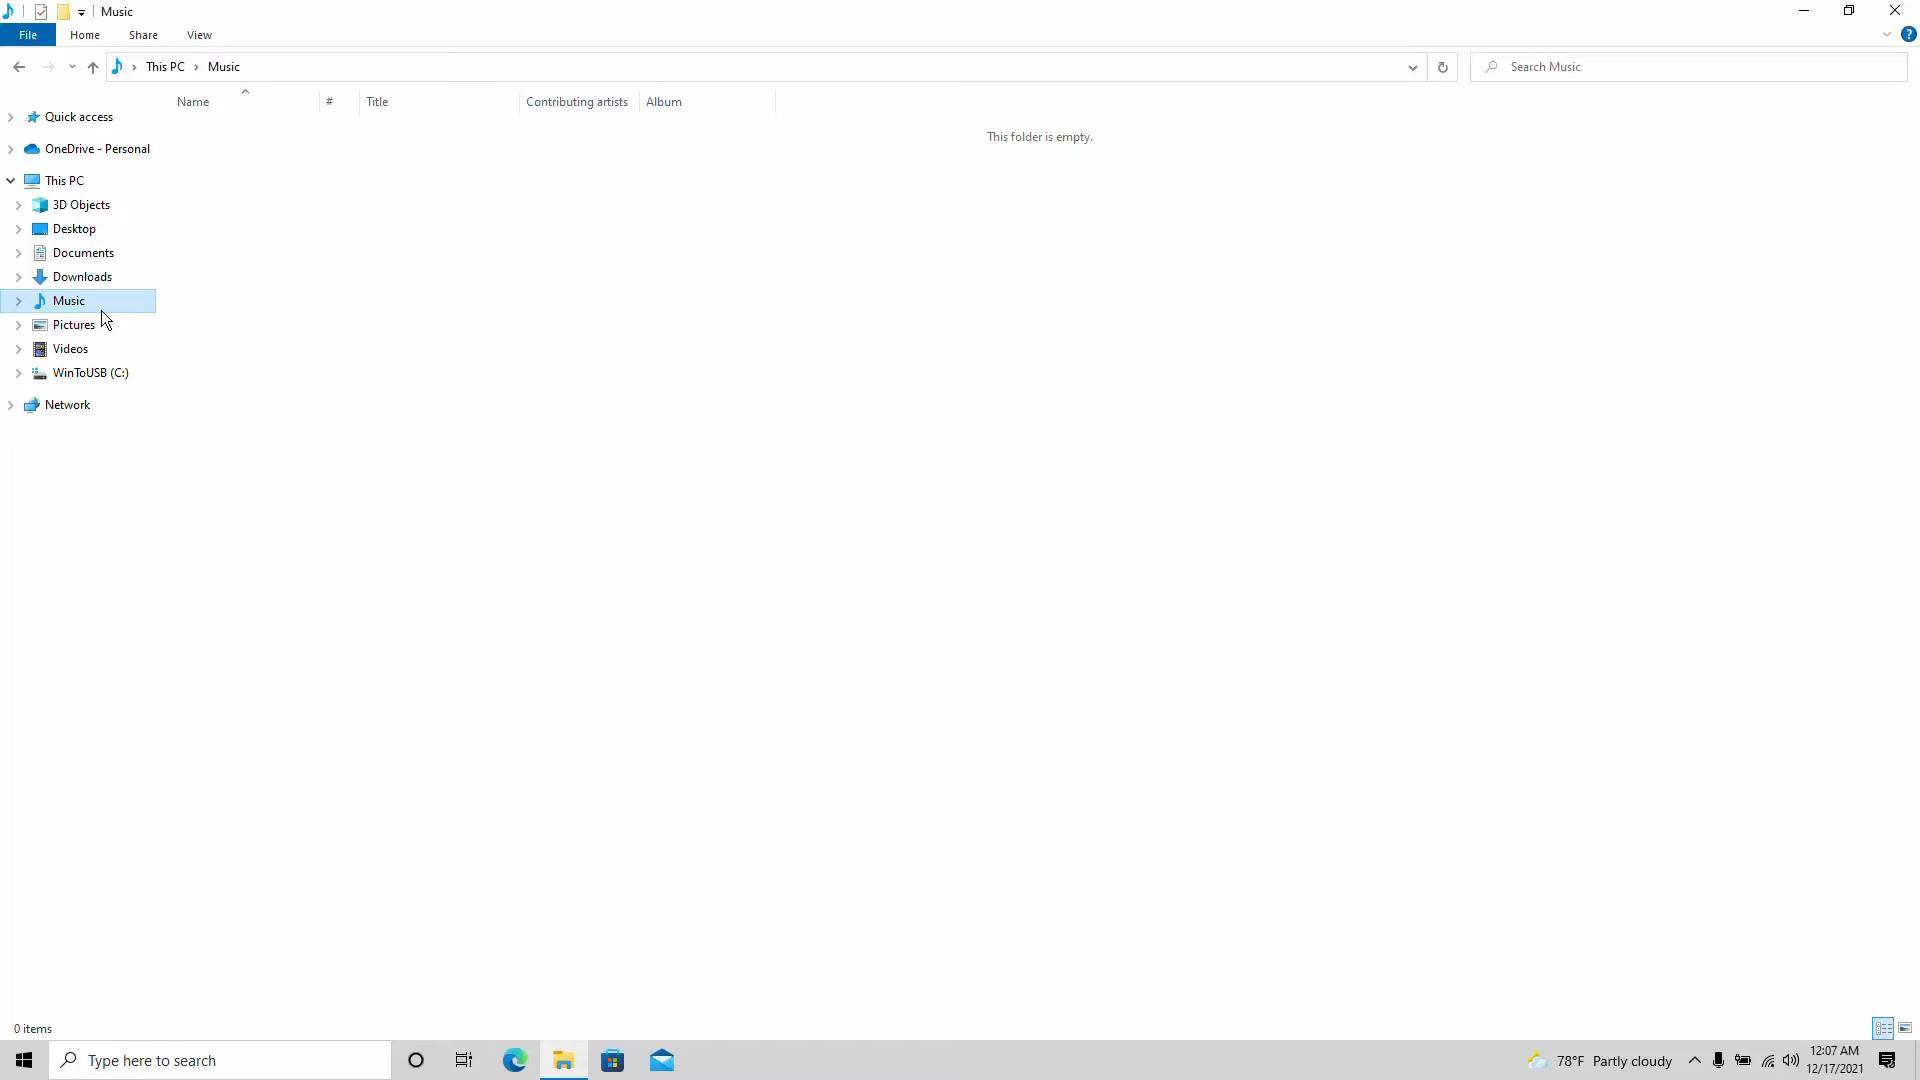 Music
File Home Share View
This PC Music
Search Music
Name # Title Contributing artists Album
This folder is empty.
Quick access
OneDrive - Personal
This PC
3D Objects
Desktop
Documents
Downloads
Music
Pictures
Videos
WinToUSB (C:)
Network
0 items
Type here to search
78°F Partly cloudy
12:07 AM
12/17/2021